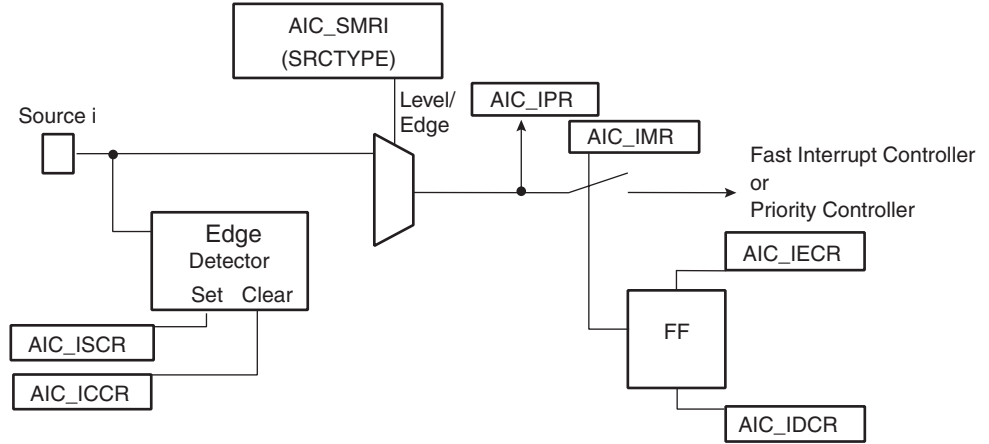 AIC_SMRI
(SRCTYPE)
Source i
Level/
Edge
AIC_IPR
AIC_IMR
Fast Interrupt Controller
or
Priority Controller
Edge
Detector
Set Clear
AIC_IECR
FF
AIC_ISCR
AIC_ICCR
AIC_IDCR